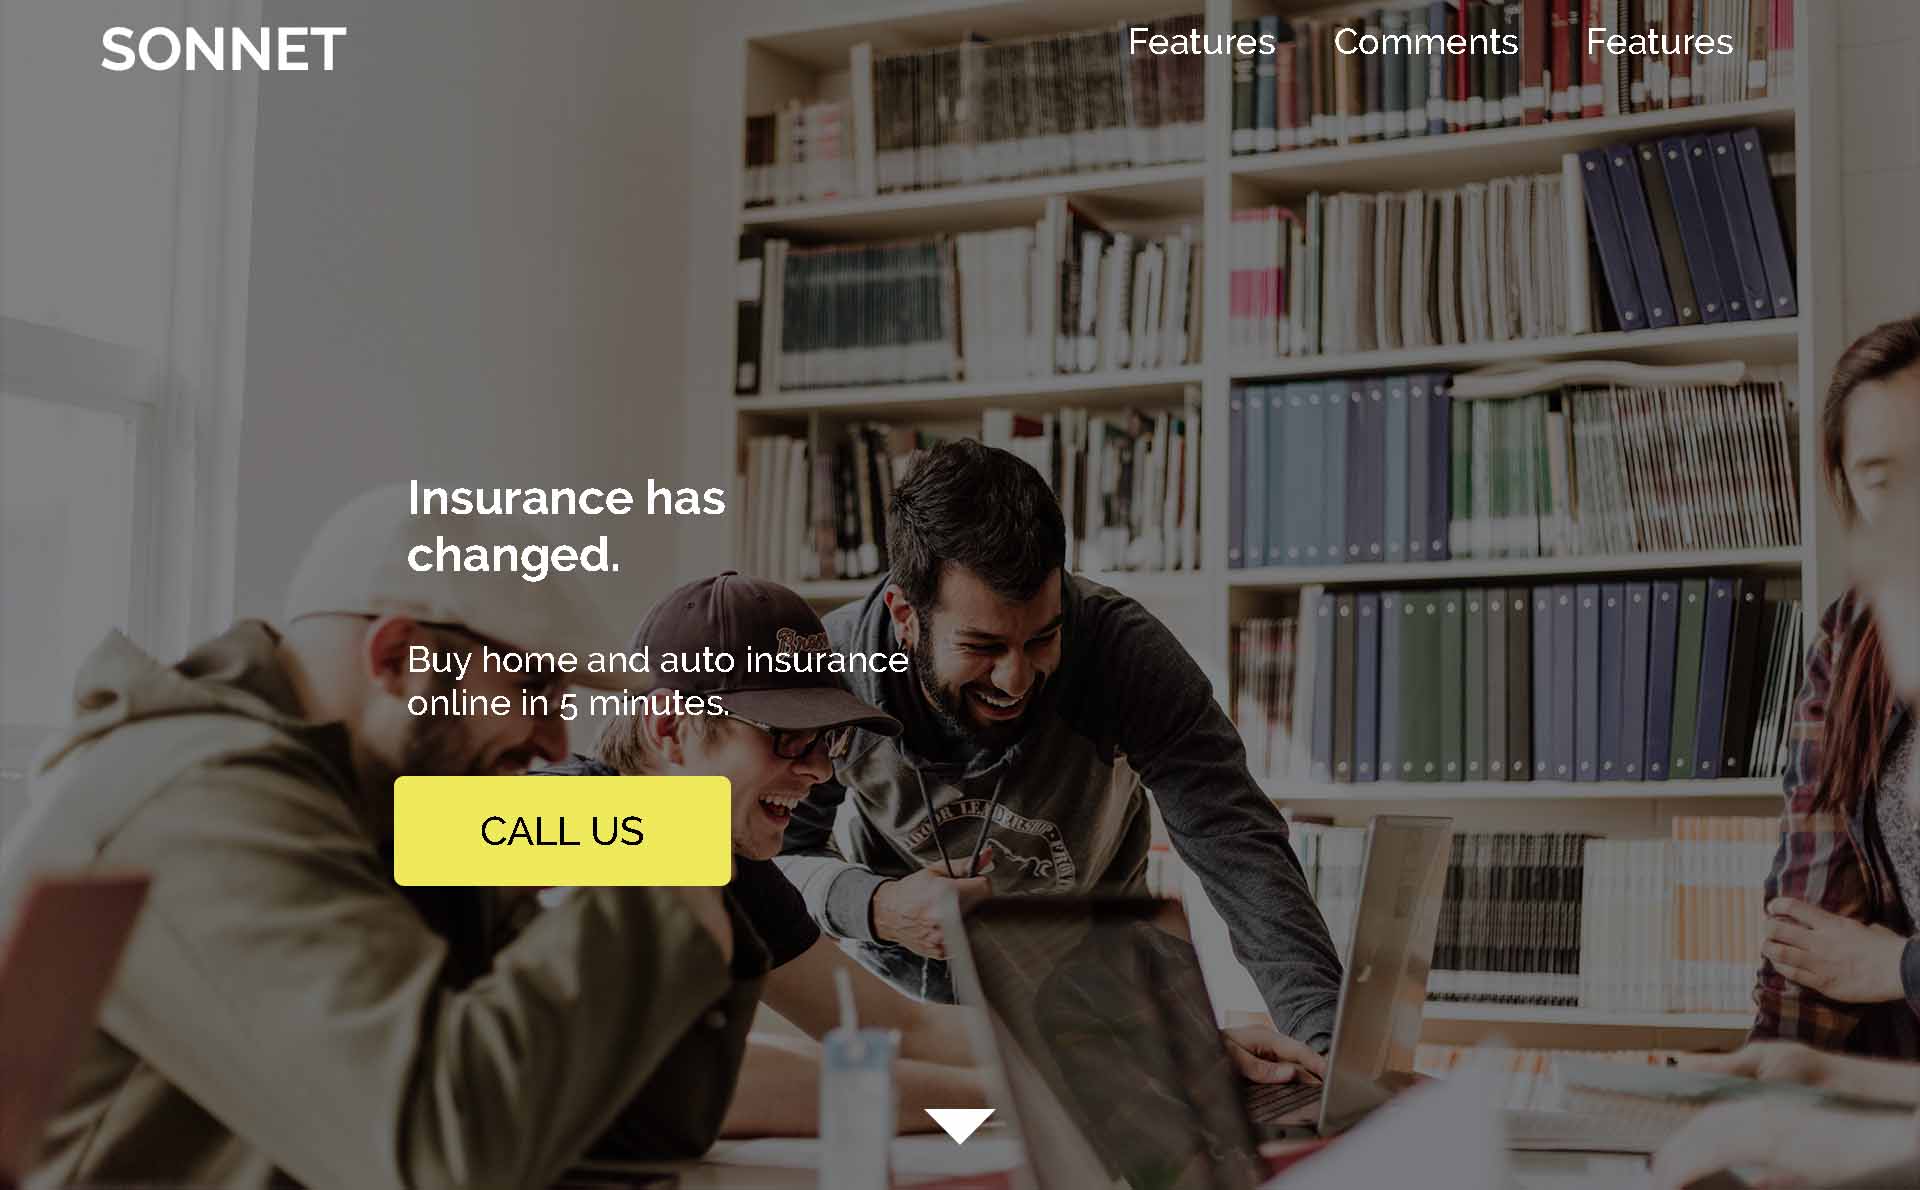 SONNET
Features
Comments
Features
Insurance has
changed.
Buy home and auto insurance
online in 5 minutes.
CALL US